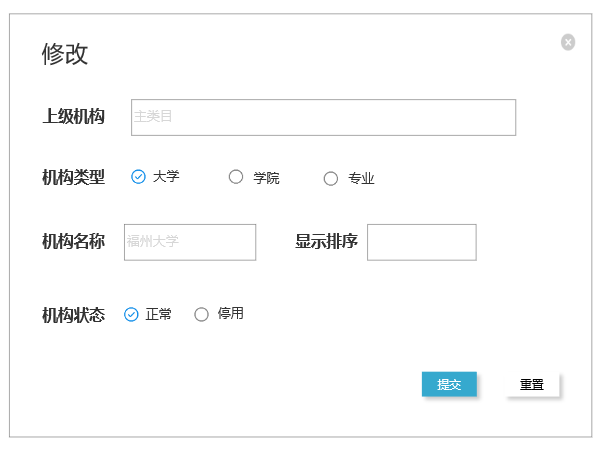 修改
上级机构 主类目
机构类型 大学 学院 专业
机构名称 福州大学 显示排序
机构状态 正常 停用
提交 重置